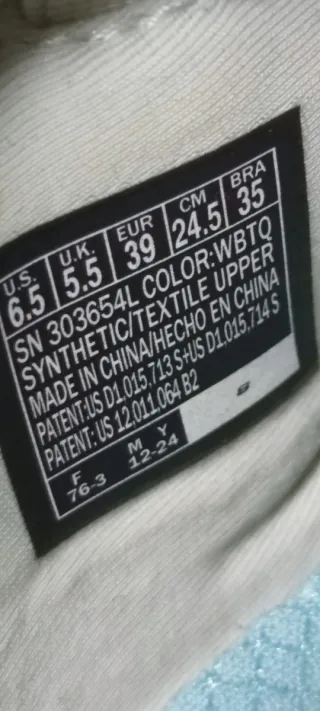 U.S. U.K. EUR CM BRA
6.5 5.5 39 24.5 35
SN 303654L COLOR:WBTQ
SYNTHETIC/TEXTILE UPPER
MADE IN CHINA/HECHO EN CHINA
PATENT:US D1,015,713 S+US D1,015,714 S
PATENT: US 12,011,064 B2
F M Y
76-3 12-24